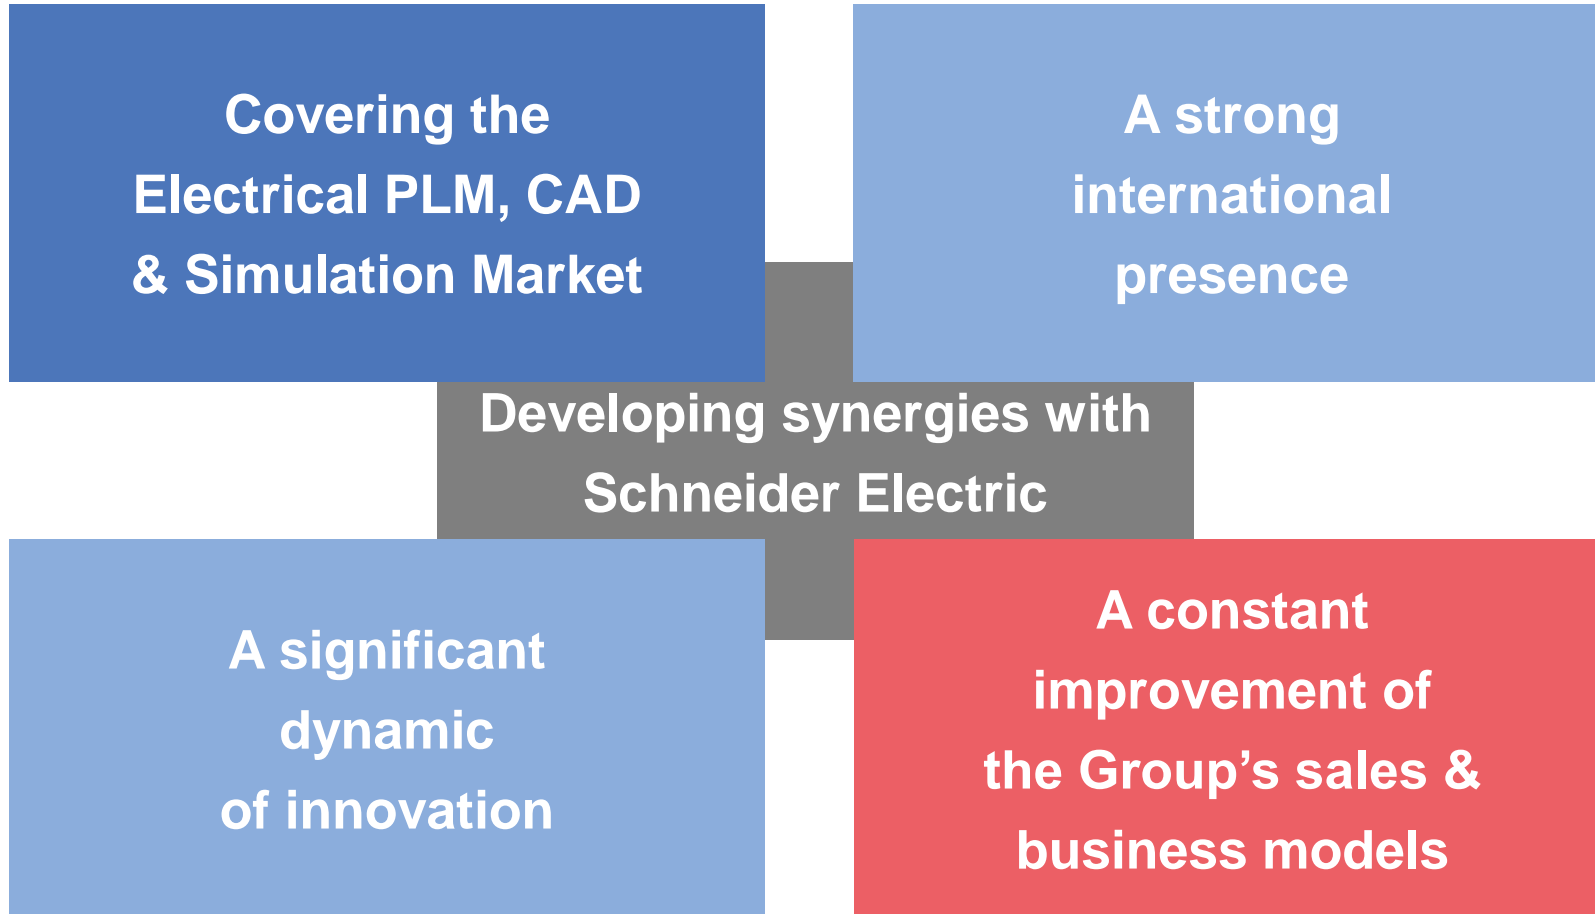 Covering the
Electrical PLM, CAD
& Simulation Market
A strong
international
presence
Developing synergies with
Schneider Electric
A significant
dynamic
of innovation
A constant
improvement of
the Group’s sales &
business models